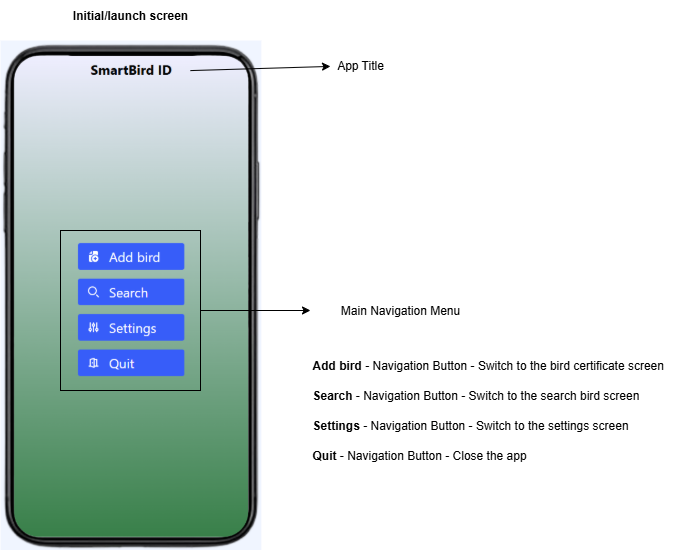 Initial/launch screen
SmartBird ID
App Title
Add bird
Search
Settings
Quit
Main Navigation Menu
Add bird - Navigation Button - Switch to the bird certificate screen
Search - Navigation Button - Switch to the search bird screen
Settings - Navigation Button - Switch to the settings screen
Quit - Navigation Button - Close the app